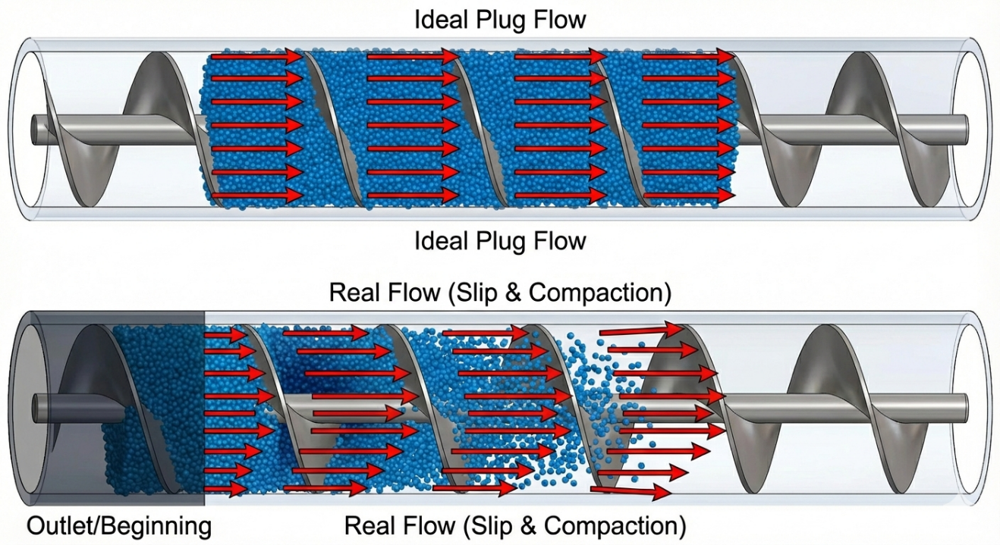 Ideal Plug Flow
Ideal Plug Flow
Real Flow (Slip & Compaction)
Outlet/Beginning
Real Flow (Slip & Compaction)